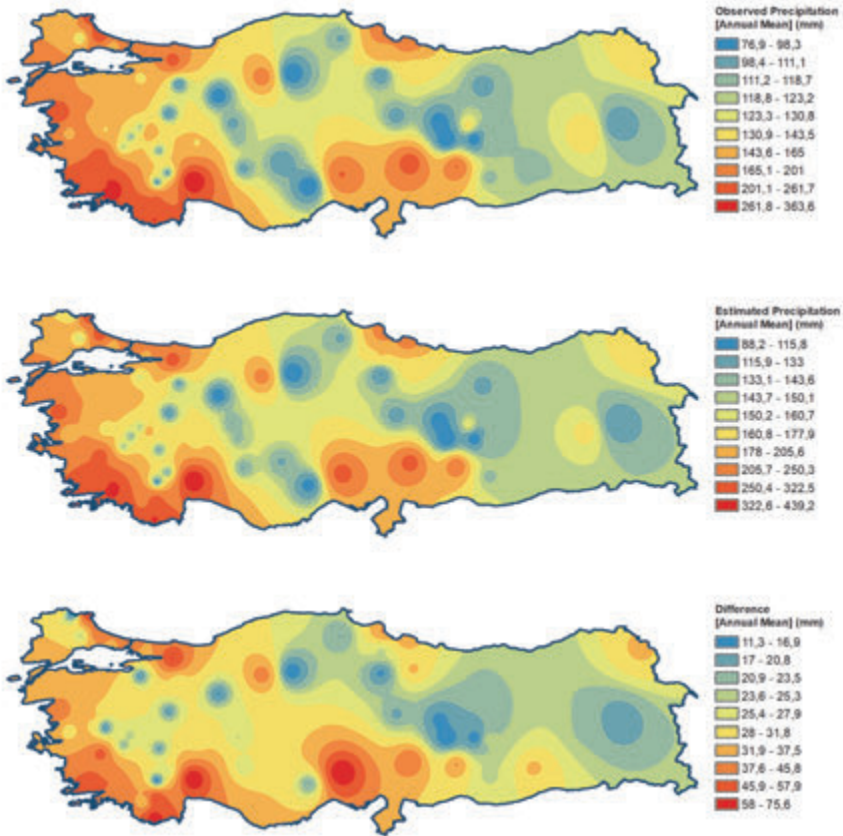 Observed Precipitation
[Annual Mean] (mm)
76,9 - 98,3
98,4 - 111,1
111,2 - 118,7
118,8 - 123,2
123,3 - 130,8
130,9 - 143,5
143,6 - 165
165,1 - 201
201,1 - 261,7
261,8 - 363,6
Estimated Precipitation
[Annual Mean] (mm)
88,2 - 115,8
115,9 - 133
133,1 - 143,6
143,7 - 150,1
150,2 - 160,7
160,8 - 177,9
178 - 205,6
205,7 - 250,3
250,4 - 322,5
322,6 - 439,2
Difference
[Annual Mean] (mm)
11,3 - 16,9
17 - 20,8
20,9 - 23,5
23,6 - 25,3
25,4 - 27,9
28 - 31,8
31,9 - 37,5
37,6 - 45,8
45,9 - 57,9
58 - 75,6